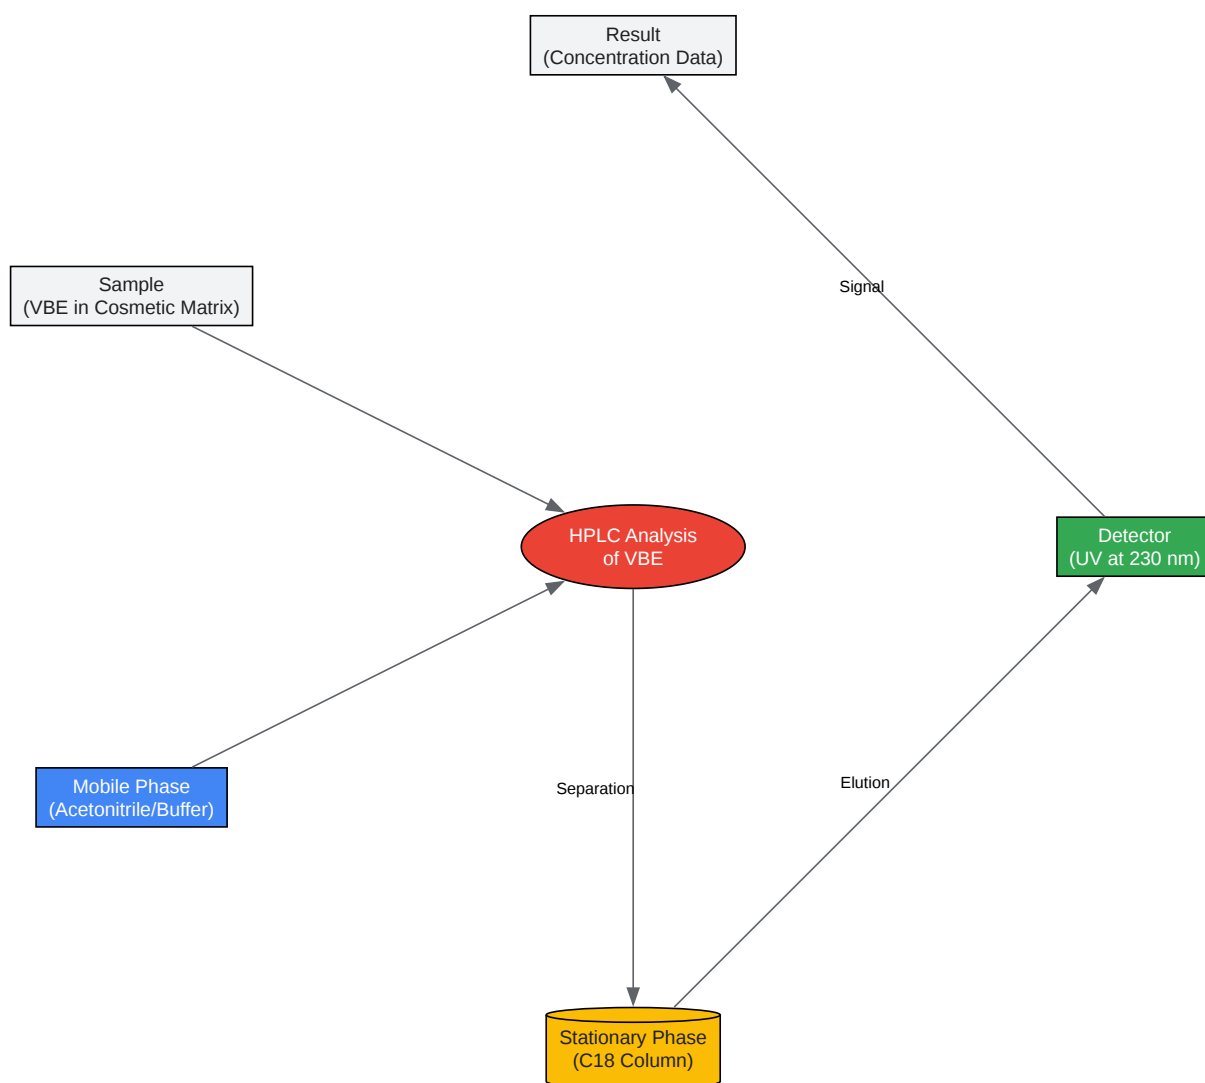 Result
(Concentration Data)
Sample
(VBE in Cosmetic Matrix)
Signal
HPLC Analysis
of VBE
Detector
(UV at 230 nm)
Mobile Phase
(Acetonitrile/Buffer)
Separation
Elution
Stationary Phase
(C18 Column)